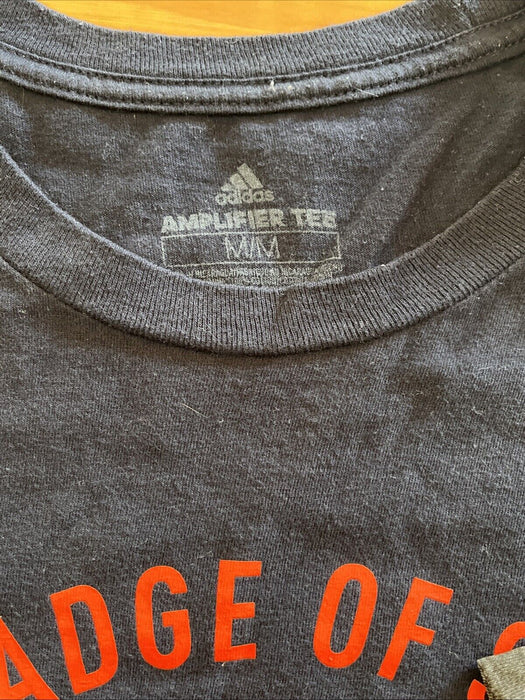 adidas
AMPLIFIER TEE
M/M
ADGE OF S